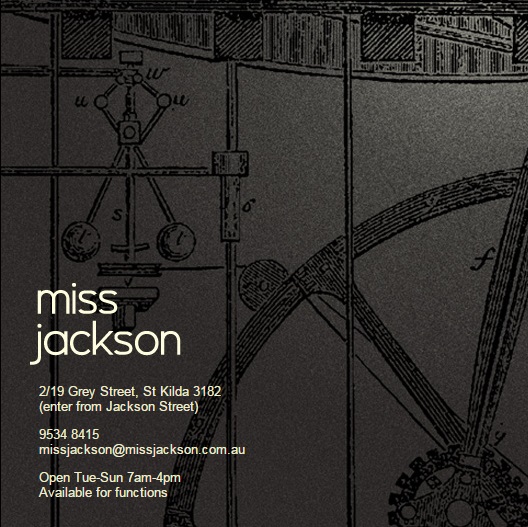 w
u
u
s
6
t
t
a
f
miss
jackson
2/19 Grey Street, St Kilda 3182
(enter from Jackson Street)
9534 8415
missjackson@missjackson.com.au
Open Tue-Sun 7am-4pm
Available for functions